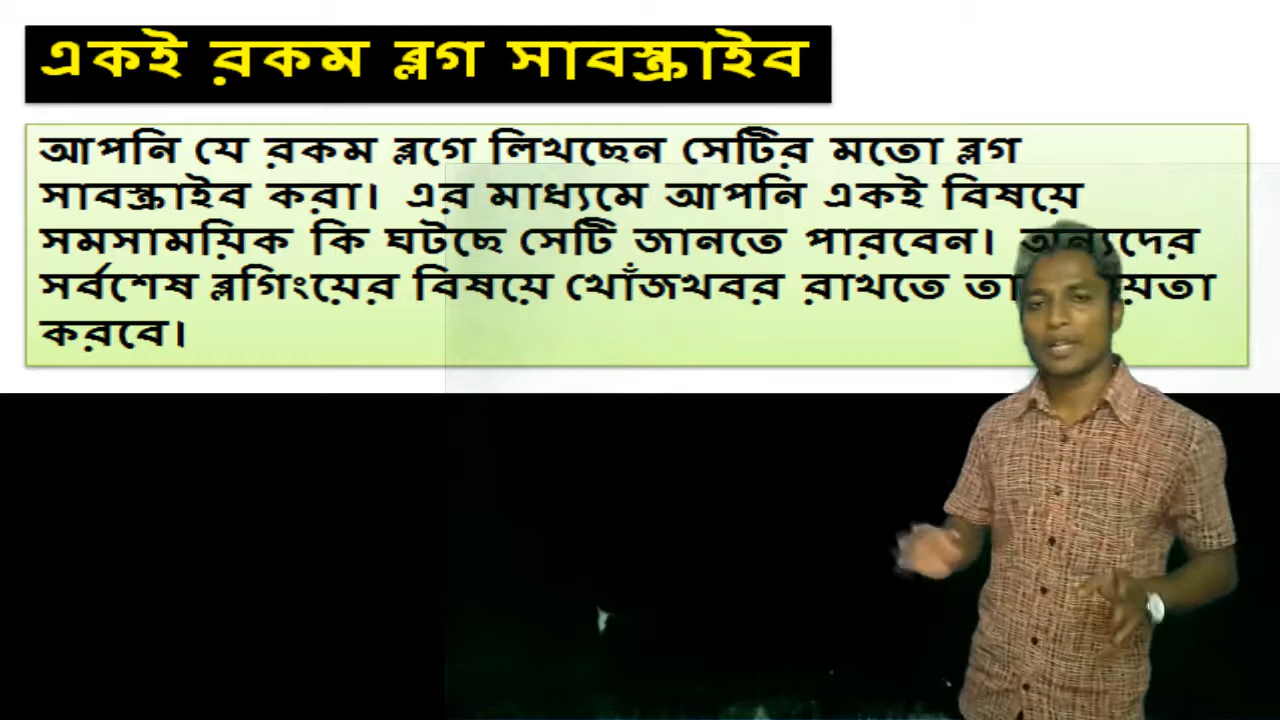 একই রকম ব্লগ সাবস্ক্রাইব
আপনি যে রকম ব্লগে লিখছেন সেটির মতো ব্লগ
সাবস্ক্রাইব করা। এর মাধ্যমে আপনি একই বিষয়ে
সমসাময়িক কি ঘটছে সেটি জানতে পারবেন। অন্যদের
সর্বশেষ ব্লগিংয়ের বিষয়ে খোঁজখবর রাখতে
করবে।